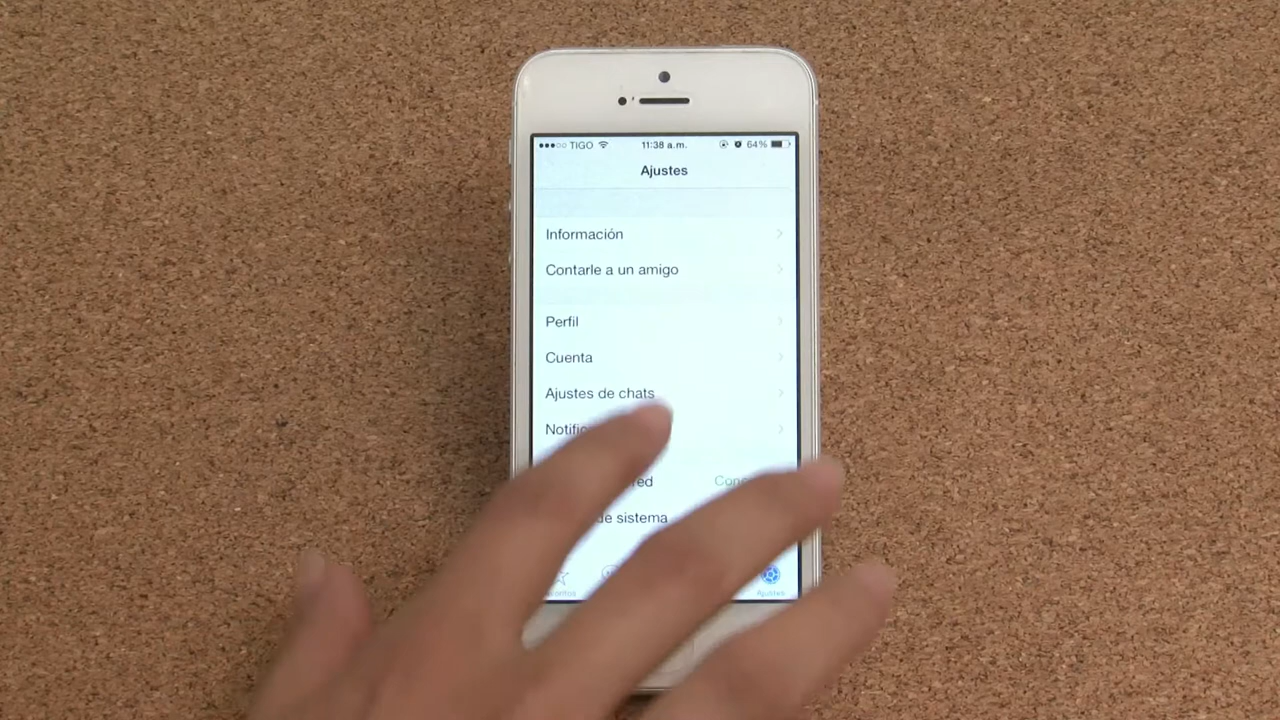 TIGO 11:38 a.m. 64%
Ajustes
Información
Contarle a un amigo
Perfil
Cuenta
Ajustes de chats
red
de sistema
Ajustes